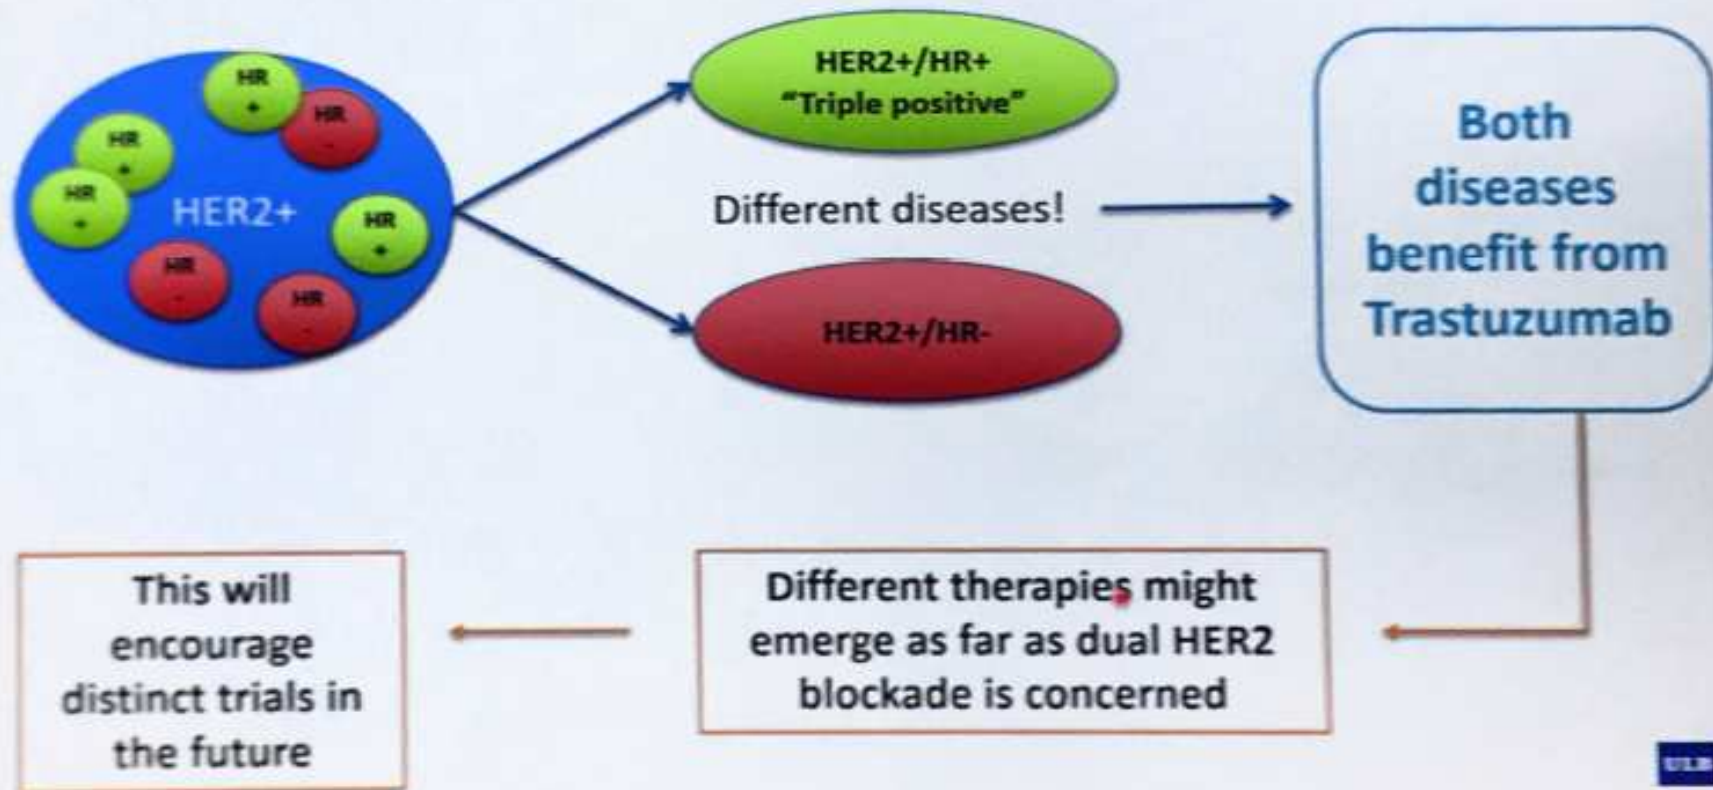 HR
+
HR
-
HR
+
HR
+
HER2+
HR
+
HR
-
HR
-
HER2+/HR+
“Triple positive”
Different diseases!
HER2+/HR-
Both
diseases
benefit from
Trastuzumab
Different therapies might
emerge as far as dual HER2
blockade is concerned
This will
encourage
distinct trials in
the future
ULB